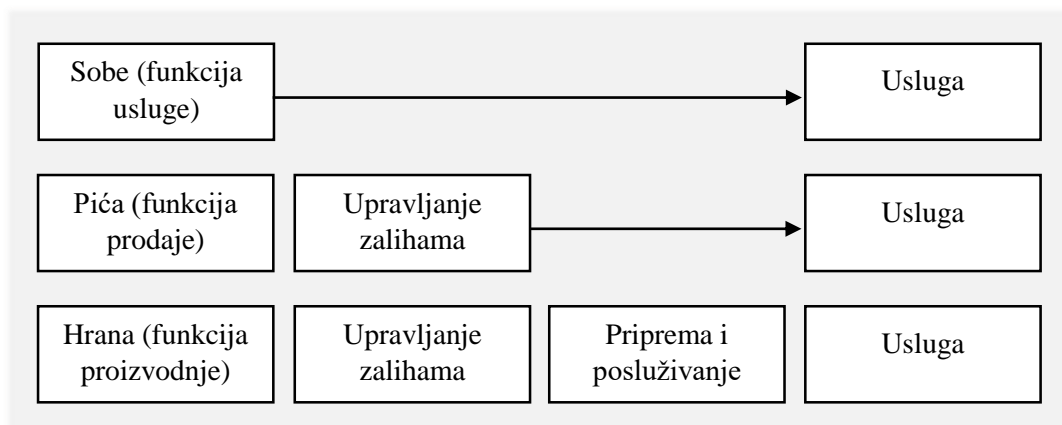 Sobe (funkcija
usluge)
Usluga
Pića (funkcija
prodaje)
Upravljanje
zalihama
Usluga
Hrana (funkcija
proizvodnje)
Upravljanje
zalihama
Priprema i
posluživanje
Usluga